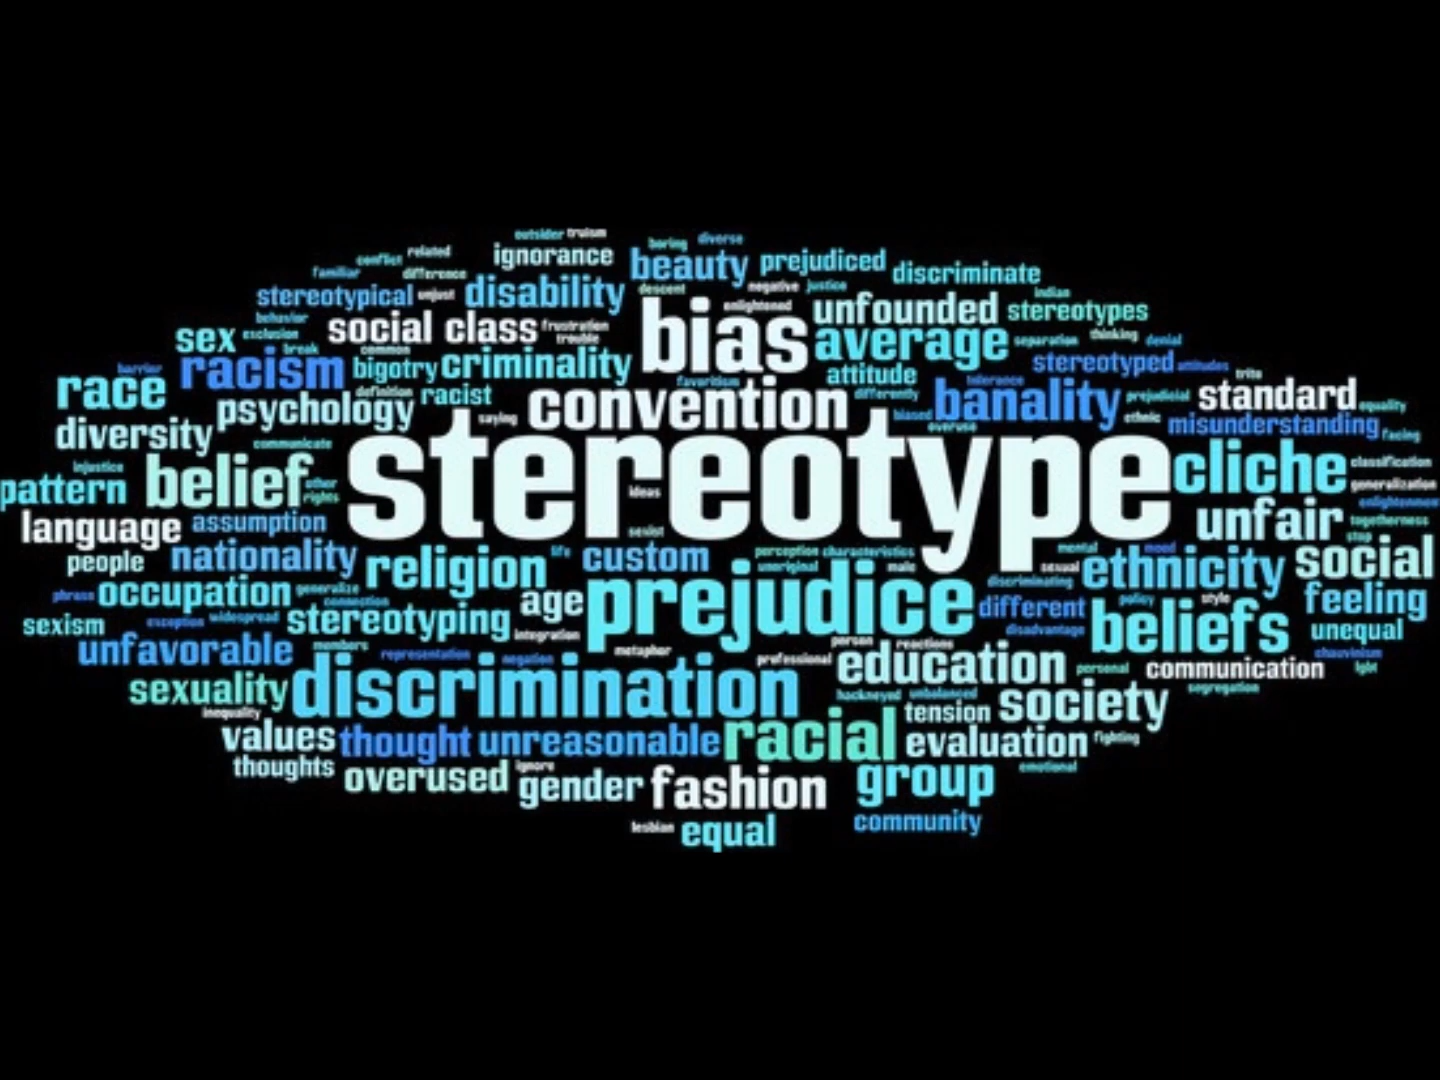 outsider truism
boring diverse
conflict related ignorance beauty prejudiced discriminate
familiar difference
stereotypical unjust disability descent negative justice indian
behavior bias enlightened unfounded stereotypes
sex exclusion social class frustration average separation thinking denial
break common trouble
barrier racism bigotry criminality favoritism attitude stereotyped attitudes trite
race definition racist differently tolerance banality prejudicial standard equality
psychology saying convention biased overuse ethnic misunderstanding facing
diversity communicate
injustice belief other rights stereotype cliche classification
pattern ideas generalization
language assumption sexist unfair enlightenment
togetherness
stop
people nationality religion life custom perception characteristics mental mood ethnicity social
unoriginal male sexual
phrase occupation generalize connection age prejudice discriminating different policy style feeling
sexism exception widespread stereotyping integration disadvantage beliefs unequal
unfavorable members representation negation metaphor professional person reactions education personal communication chauvinism lgbt
sexuality discrimination hackneyed unbalanced segregation
inequality tension society
values thought unreasonable racial evaluation fighting
thoughts overused ignore gender fashion group emotional
lesbian equal community